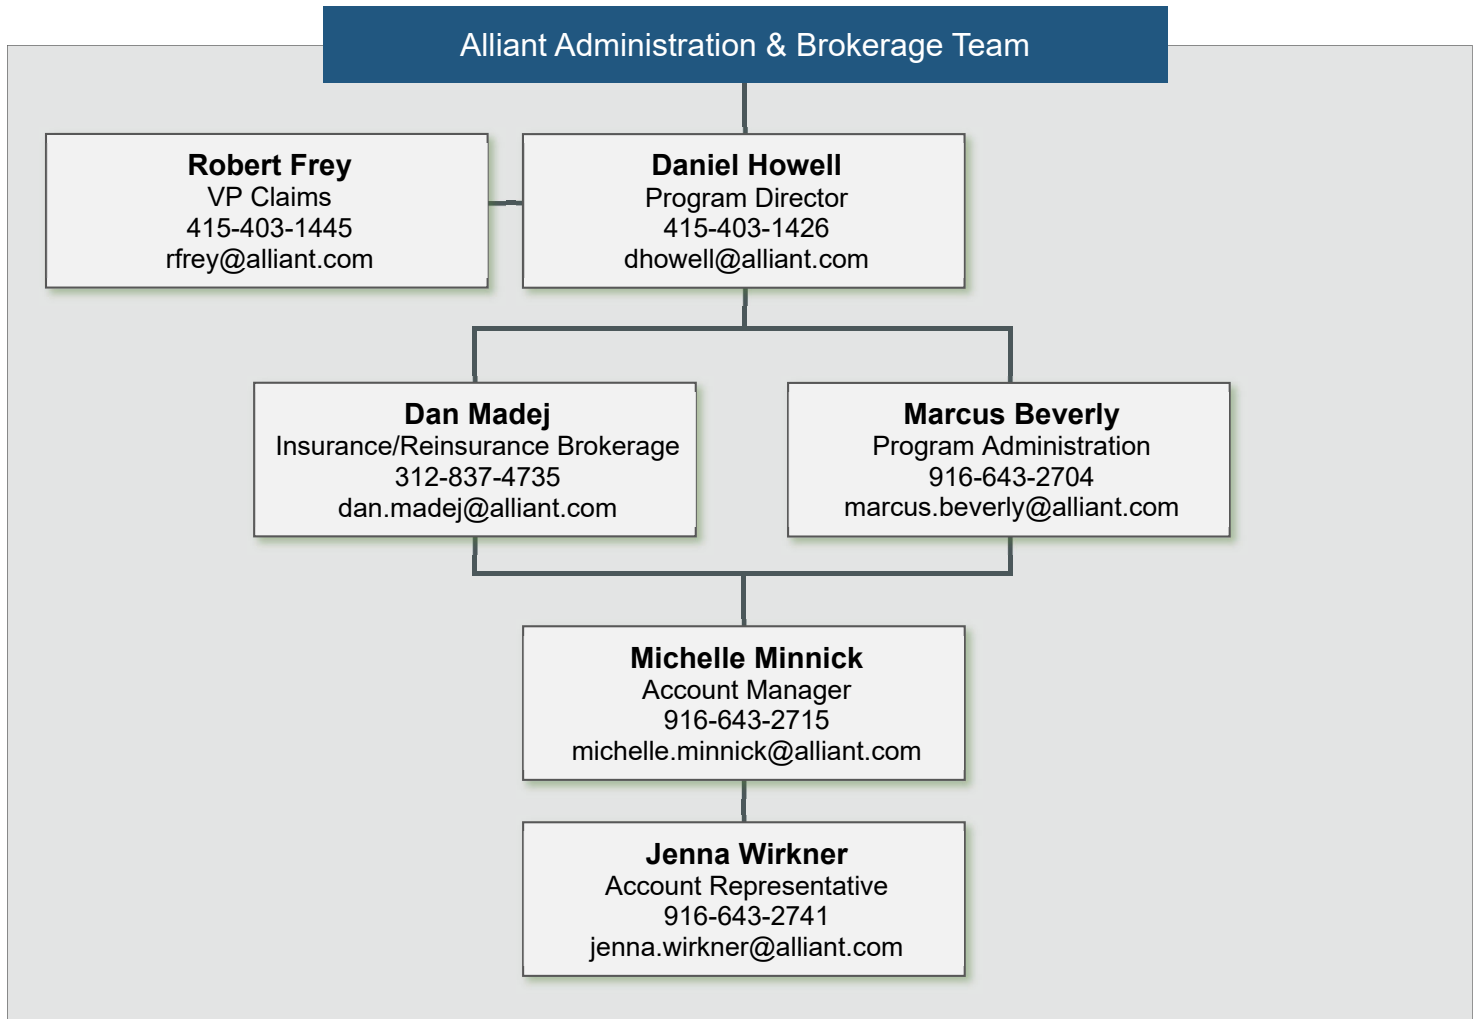 Alliant Administration & Brokerage Team
Robert Frey
VP Claims
415-403-1445
rfrey@alliant.com
Daniel Howell
Program Director
415-403-1426
dhowell@alliant.com
Dan Madej
Insurance/Reinsurance Brokerage
312-837-4735
dan.madej@alliant.com
Marcus Beverly
Program Administration
916-643-2704
marcus.beverly@alliant.com
Michelle Minnick
Account Manager
916-643-2715
michelle.minnick@alliant.com
Jenna Wirkner
Account Representative
916-643-2741
jenna.wirkner@alliant.com